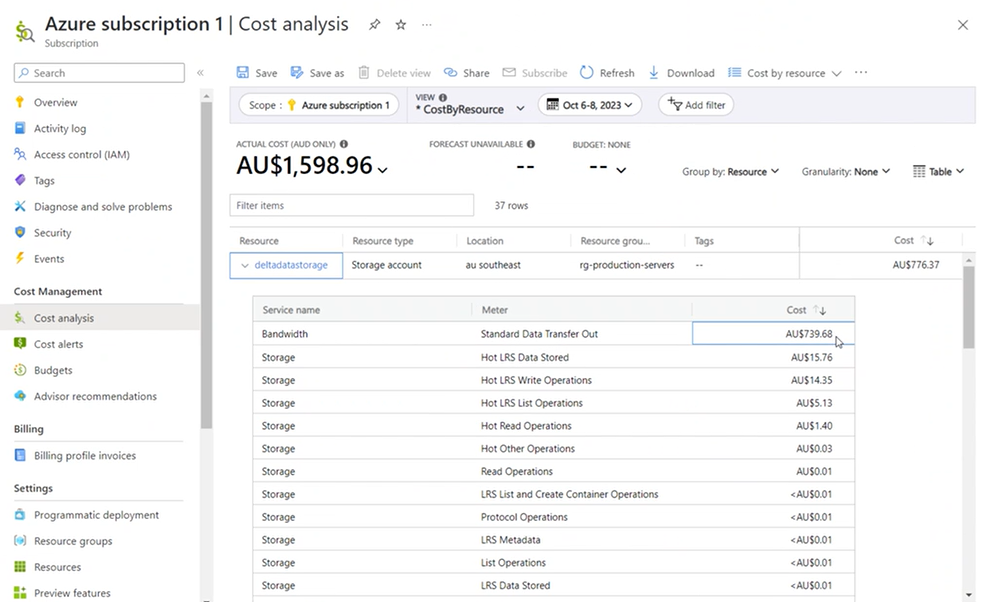 Azure subscription 1 | Cost analysis
Subscription
Search
Overview
Activity log
Access control (IAM)
Tags
Diagnose and solve problems
Security
Events
Cost Management
Cost analysis
Cost alerts
Budgets
Advisor recommendations
Billing
Billing profile invoices
Settings
Programmatic deployment
Resource groups
Resources
Preview features
Save Save as Delete view Share Subscribe Refresh Download Cost by resource
Scope : Azure subscription 1
VIEW
* CostByResource
Oct 6-8, 2023
Add filter
ACTUAL COST (AUD ONLY) FORECAST UNAVAILABLE BUDGET: NONE
AU$1,598.96 -- --
Group by: Resource Granularity: None Table
Filter items 37 rows
Resource Resource type Location Resource grou... Tags Cost
deltadatastorage Storage account au southeast rg-production-servers -- AU$776.37
Service name Meter Cost
Bandwidth Standard Data Transfer Out AU$739.68
Storage Hot LRS Data Stored AU$15.76
Storage Hot LRS Write Operations AU$14.35
Storage Hot LRS List Operations AU$5.13
Storage Hot Read Operations AU$1.40
Storage Hot Other Operations AU$0.03
Storage Read Operations AU$0.01
Storage LRS List and Create Container Operations <AU$0.01
Storage Protocol Operations <AU$0.01
Storage LRS Metadata <AU$0.01
Storage List Operations <AU$0.01
Storage LRS Data Stored <AU$0.01